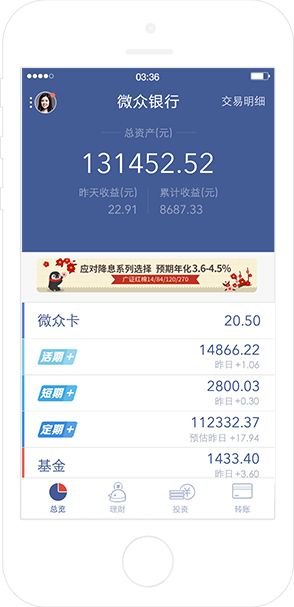 03:36
微众银行
交易明细
总资产(元)
131452.52
昨天收益(元) 累计收益(元)
22.91 8687.33
应对降息系列选择 预期年化3.6-4.5%
广证红棉14/84/120/270
微众卡 20.50
活期+ 14866.22
昨日 +1.06
短期+ 2800.03
昨日 +0.30
定期+ 112332.37
预估昨日 +17.94
基金 1433.40
昨日 +3.60
总览 理财 投资 转账